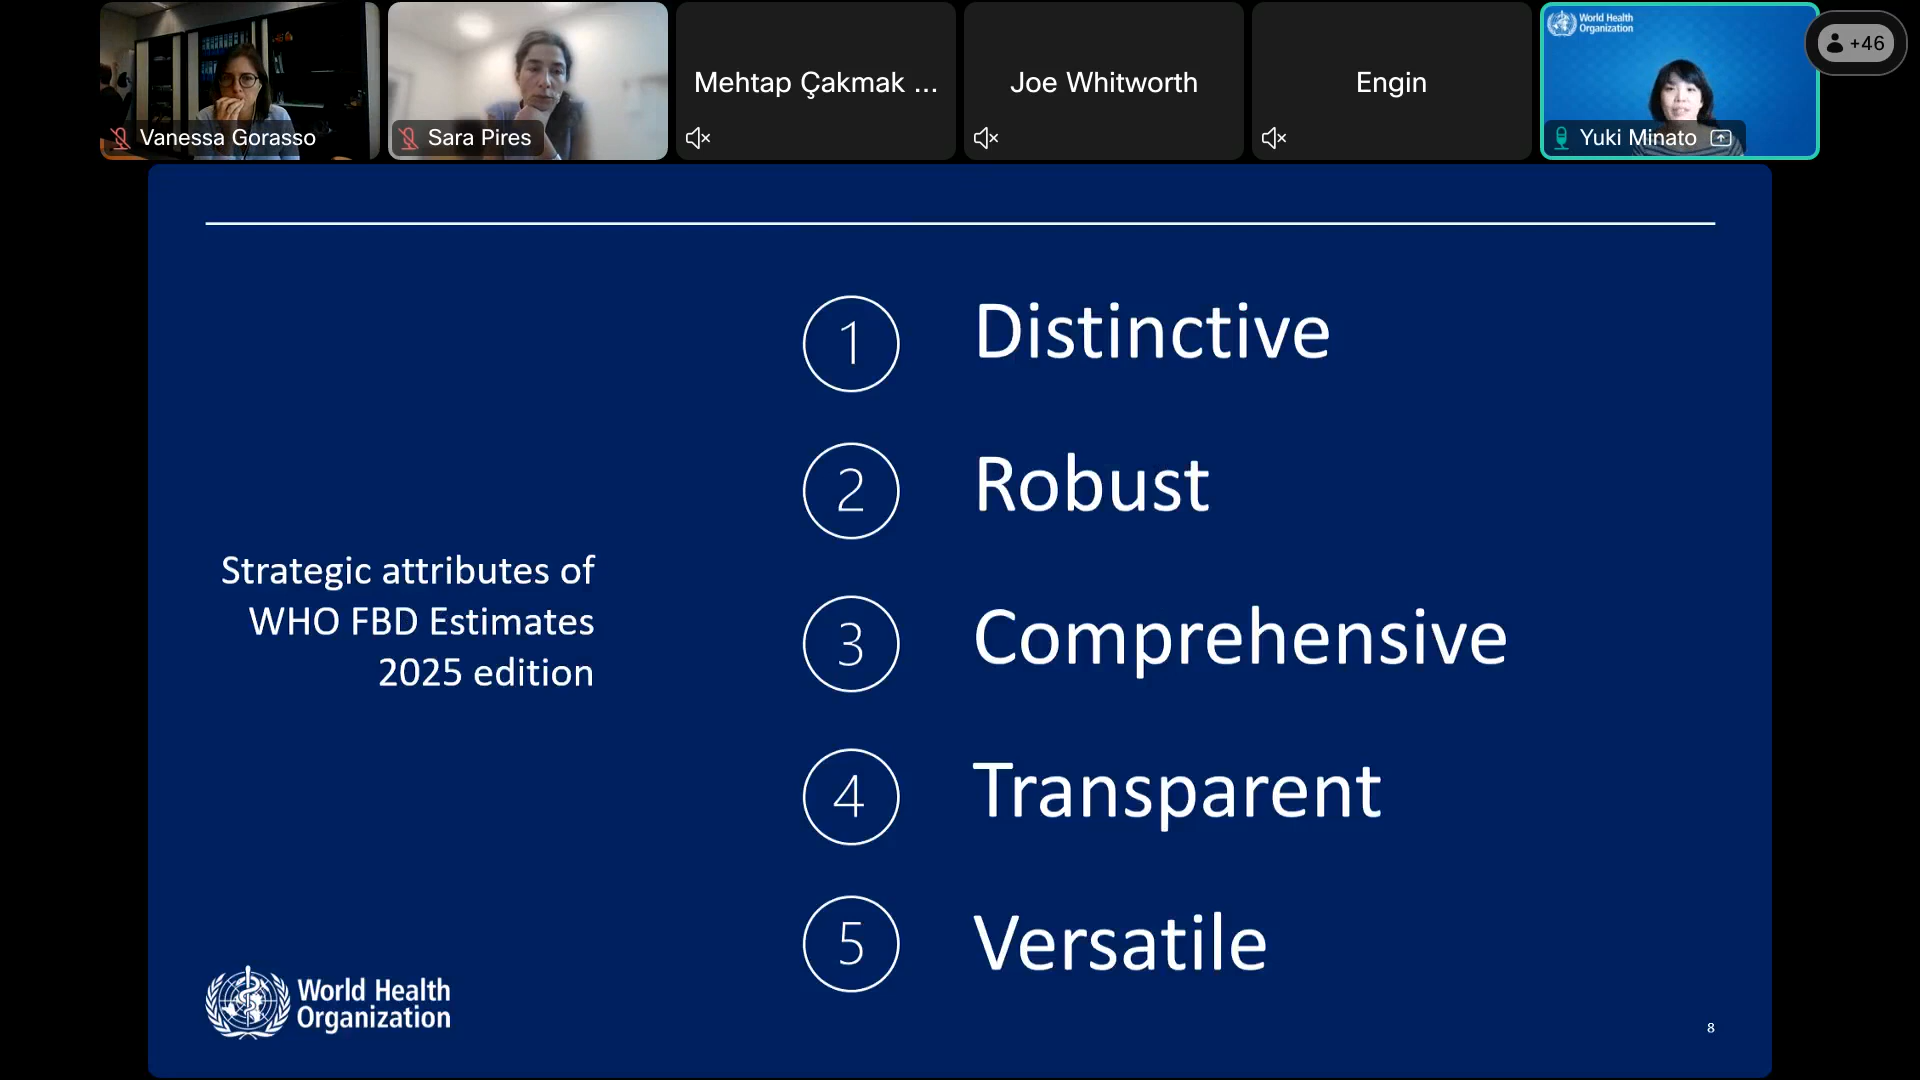 World Health
Organization
+46
Mehtap Çakmak ...
Joe Whitworth
Engin
Vanessa Gorasso
Sara Pires
Yuki Minato
1 Distinctive
2 Robust
Strategic attributes of
WHO FBD Estimates
2025 edition
3 Comprehensive
4 Transparent
5 Versatile
World Health
Organization
8